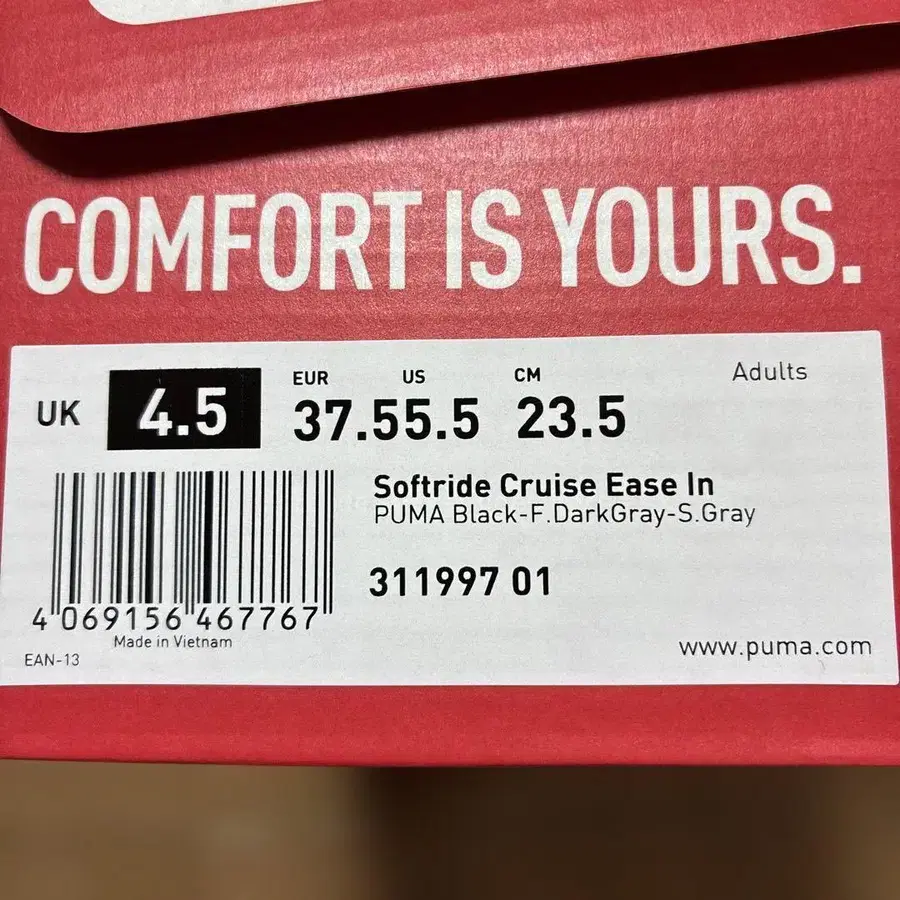 COMFORT IS YOURS.
Adults
EUR US CM
UK 4.5 37.5 5.5 23.5
Softride Cruise Ease In
PUMA Black-F.DarkGray-S.Gray
311997 01
4 069156 467767
Made in Vietnam
EAN-13
www.puma.com